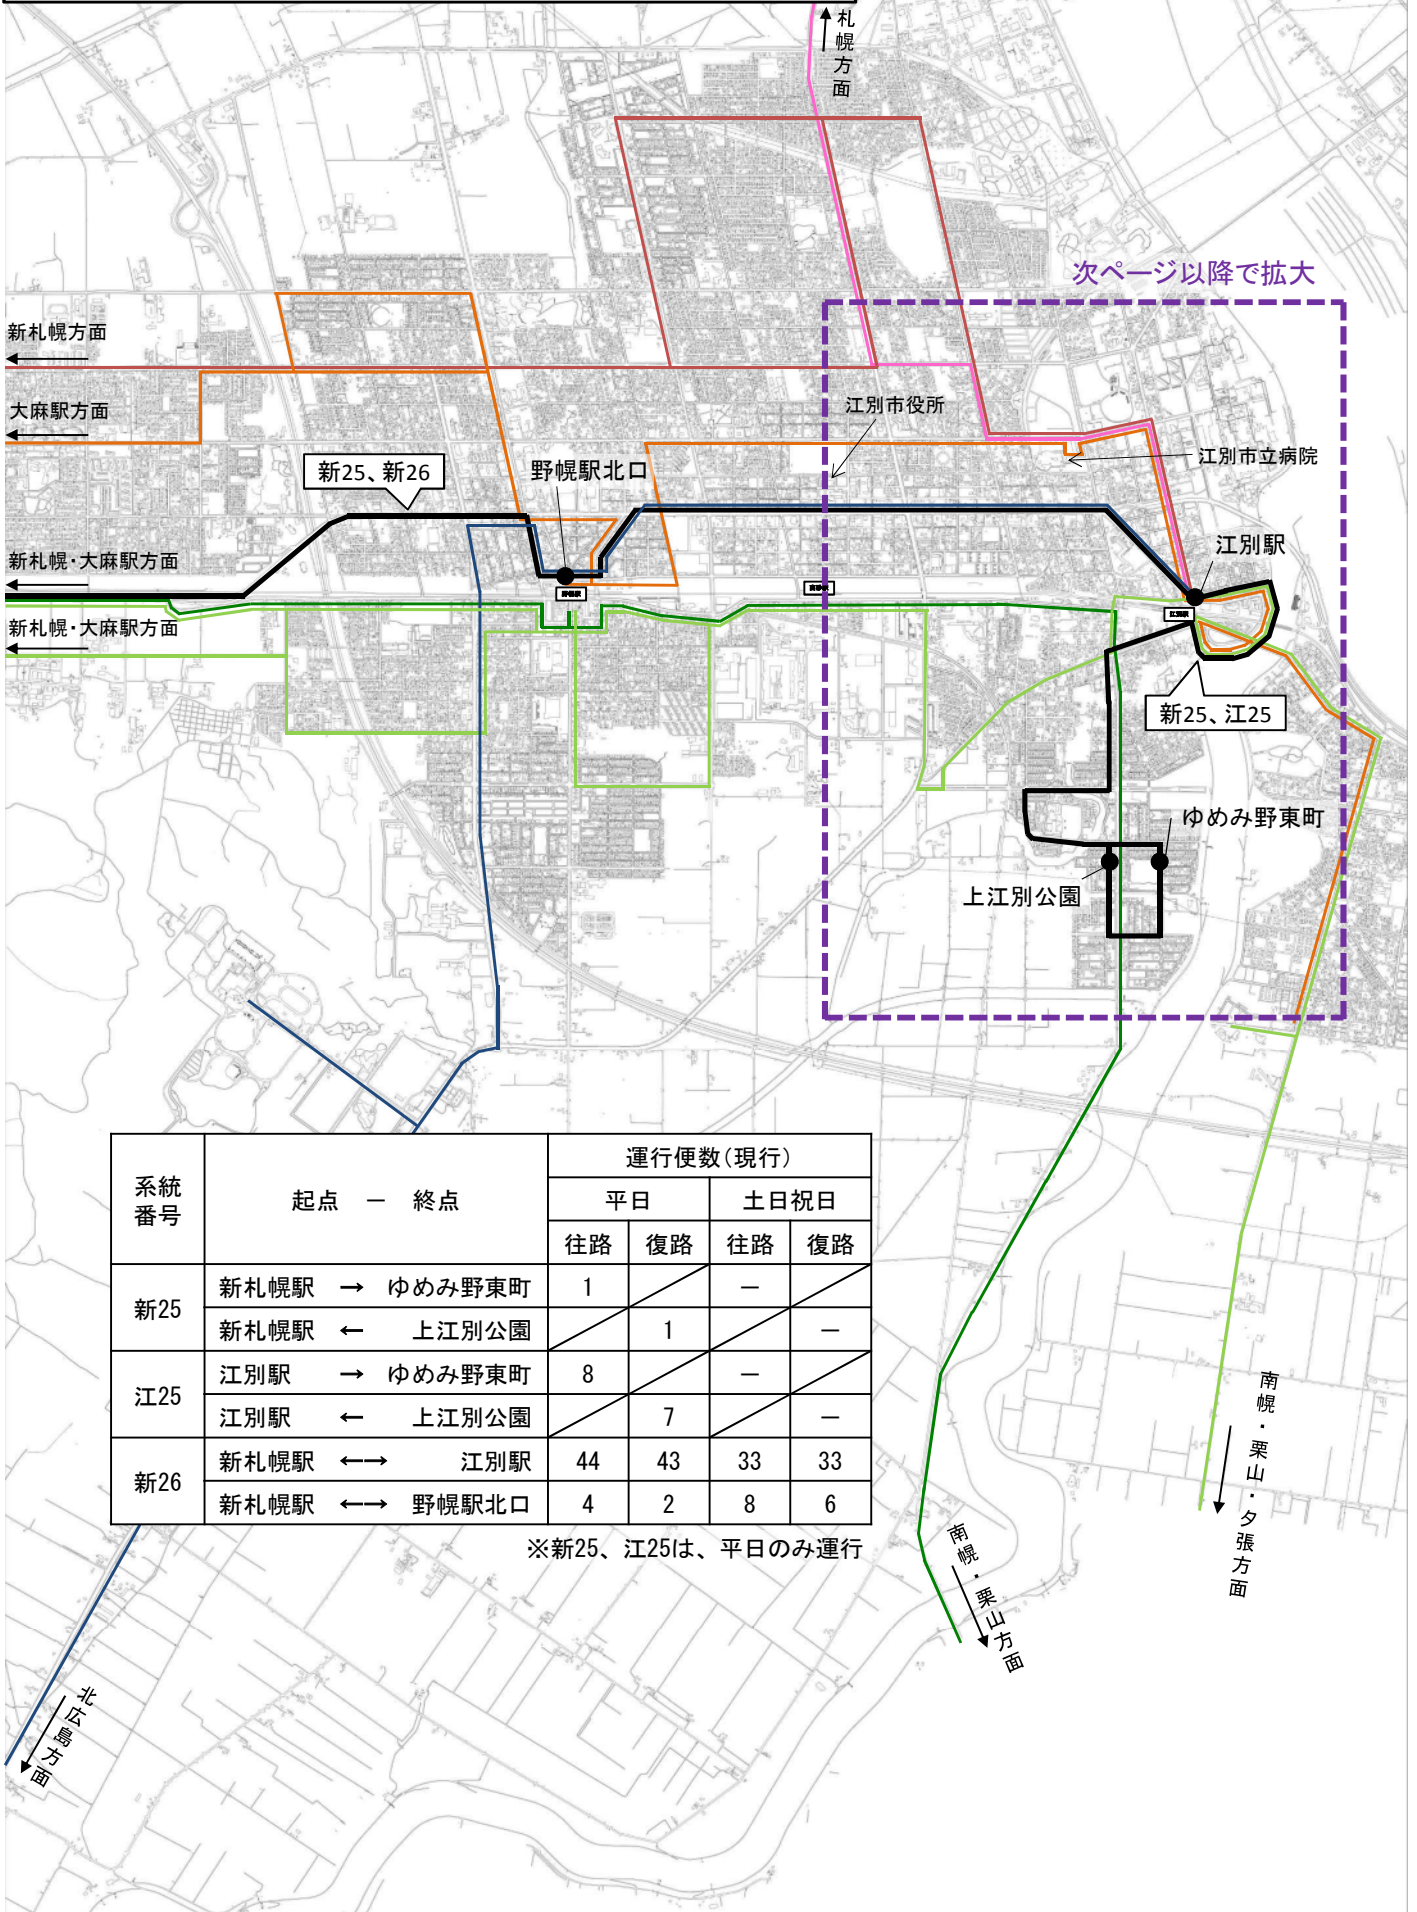 札幌方面
次ページ以降で拡大
新札幌方面
大麻駅方面
江別市役所
江別市立病院
新25、新26
野幌駅北口
江別駅
新札幌・大麻駅方面
野幌駅
高砂駅
江別駅
新札幌・大麻駅方面
新25、江25
ゆめみ野東町
上江別公園
系統番号 起点 － 終点 運行便数（現行）
平日 土日祝日
往路 復路 往路 復路
新25 新札幌駅 → ゆめみ野東町 1 －
新札幌駅 ← 上江別公園 1 －
江25 江別駅 → ゆめみ野東町 8 －
江別駅 ← 上江別公園 7 －
新26 新札幌駅 ←→ 江別駅 44 43 33 33
新札幌駅 ←→ 野幌駅北口 4 2 8 6
※新25、江25は、平日のみ運行
南幌・栗山・夕張方面
南幌・栗山方面
北広島方面